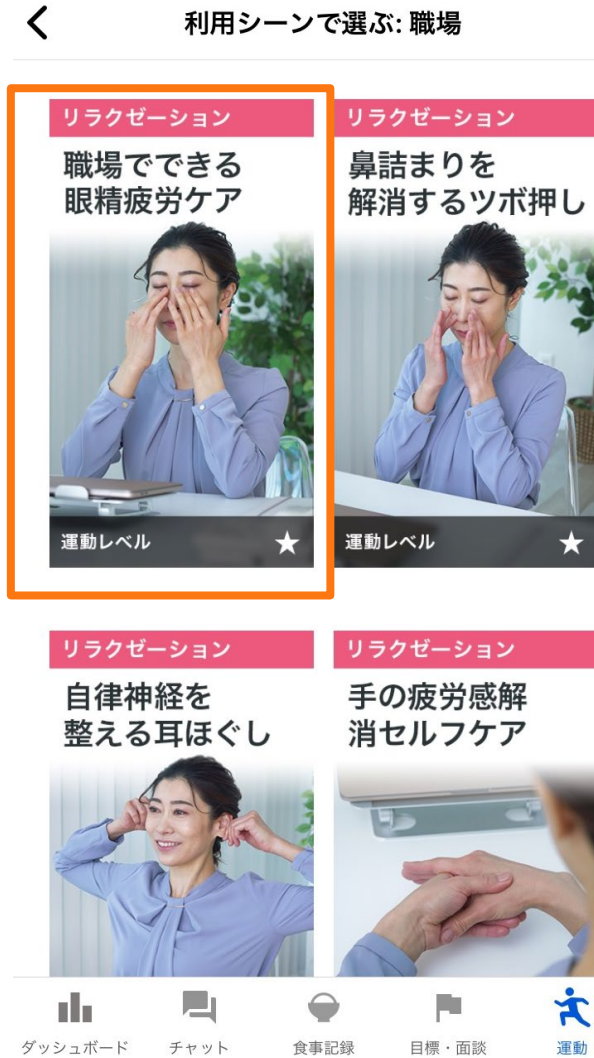 利用シーンで選ぶ: 職場
リラクゼーション
職場でできる
眼精疲労ケア
運動レベル ★
リラクゼーション
鼻詰まりを
解消するツボ押し
運動レベル ★
リラクゼーション
自律神経を
整える耳ほぐし
リラクゼーション
手の疲労感解
消セルフケア
ダッシュボード
チャット
食事記録
目標・面談
運動